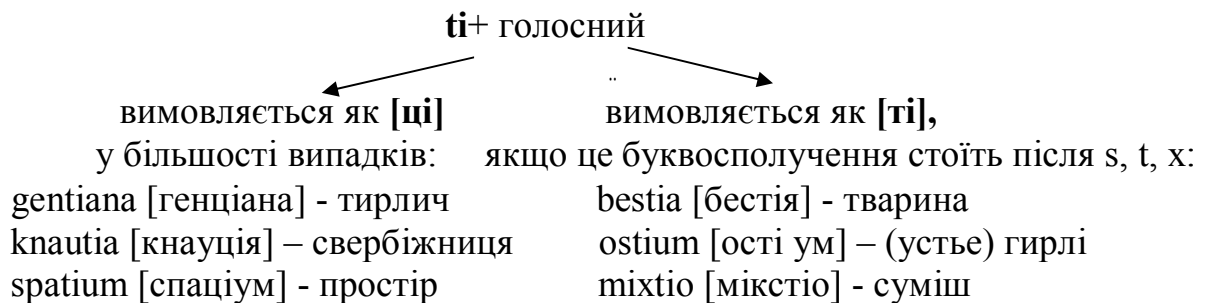 ti+ голосний
вимовляється як [ці] вимовляється як [ті],
у більшості випадків: якщо це буквосполучення стоїть після s, t, x:
gentiana [генціана] - тирлич bestia [бестія] - тварина
knautia [кнауція] – свербіжниця ostium [ості ум] – (устье) гирлі
spatium [спаціум] - простір mixtio [мікстіо] - суміш